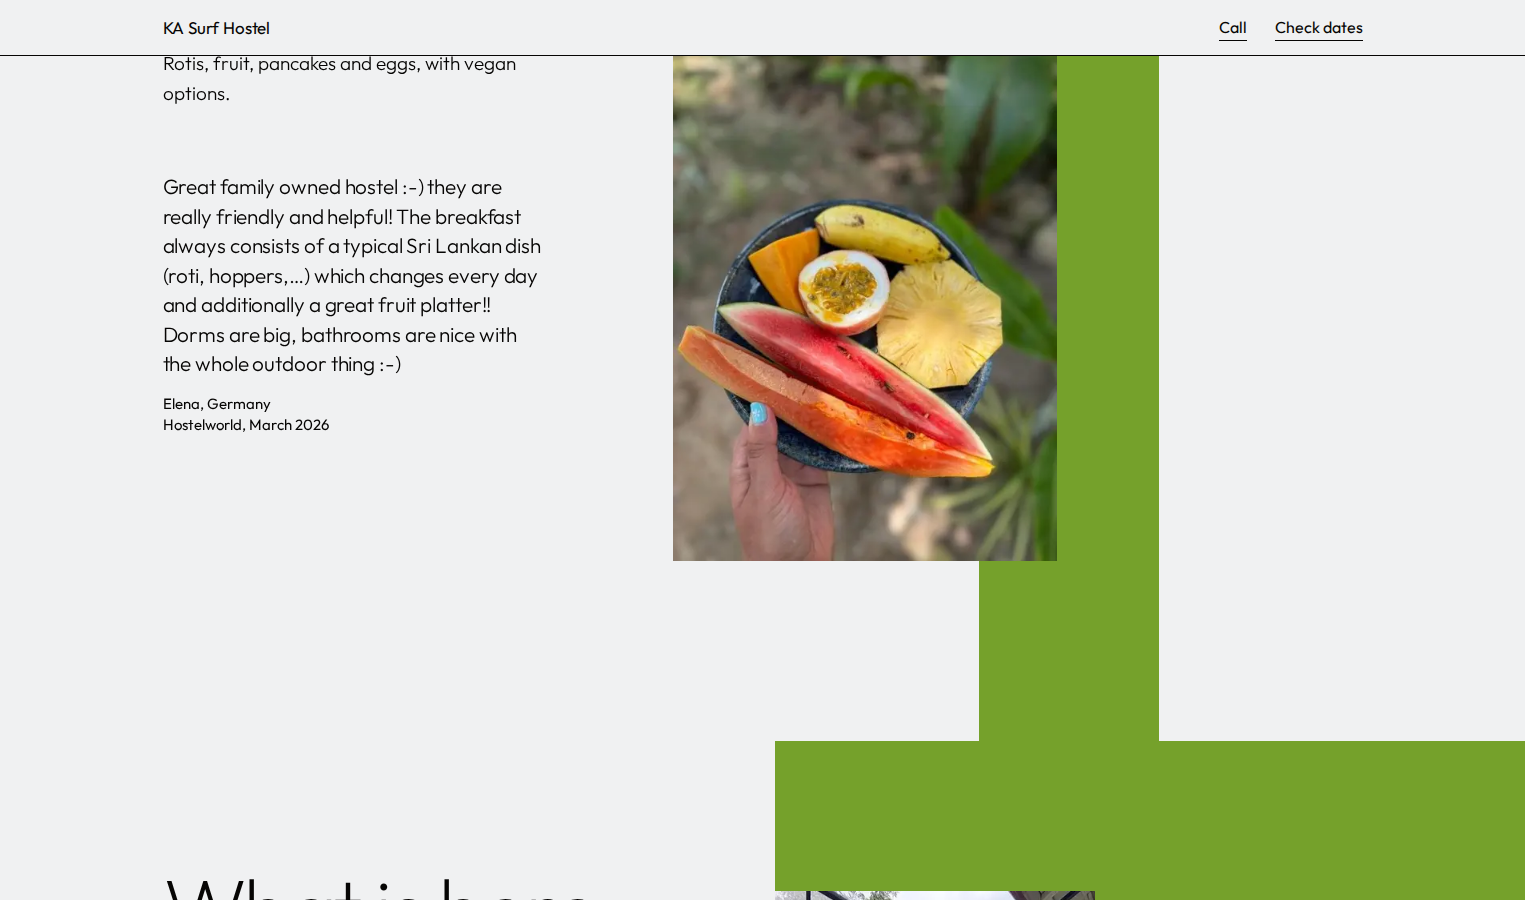 KA Surf Hostel
Call
Check dates
Rotis, fruit, pancakes and eggs, with vegan
options.
Great family owned hostel :-) they are
really friendly and helpful! The breakfast
always consists of a typical Sri Lankan dish
(roti, hoppers,...) which changes every day
and additionally a great fruit platter!!
Dorms are big, bathrooms are nice with
the whole outdoor thing :-)
Elena, Germany
Hostelworld, March 2026
What is here